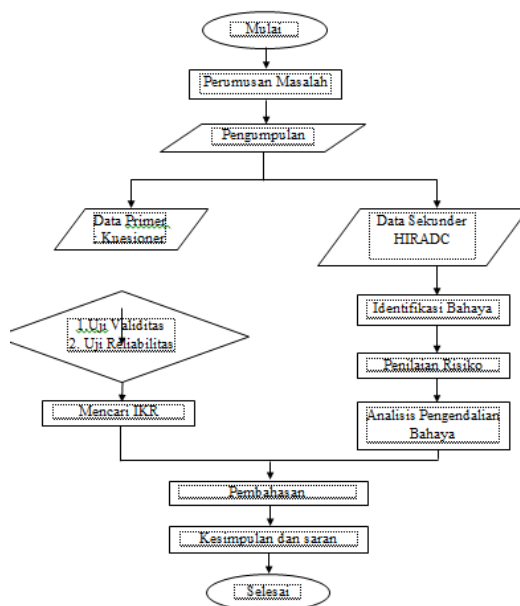 Mulai
Perumusan Masalah
Pengumpulan
Data Primer
- Kuesioner
Data Sekunder
HIRADC
1.Uji Validitas
2. Uji Reliabilitas
Mencari IKR
Identifikasi Bahaya
Penilaian Risiko
Analisis Pengendalian
Bahaya
Pembahasan
Kesimpulan dan saran
Selesai